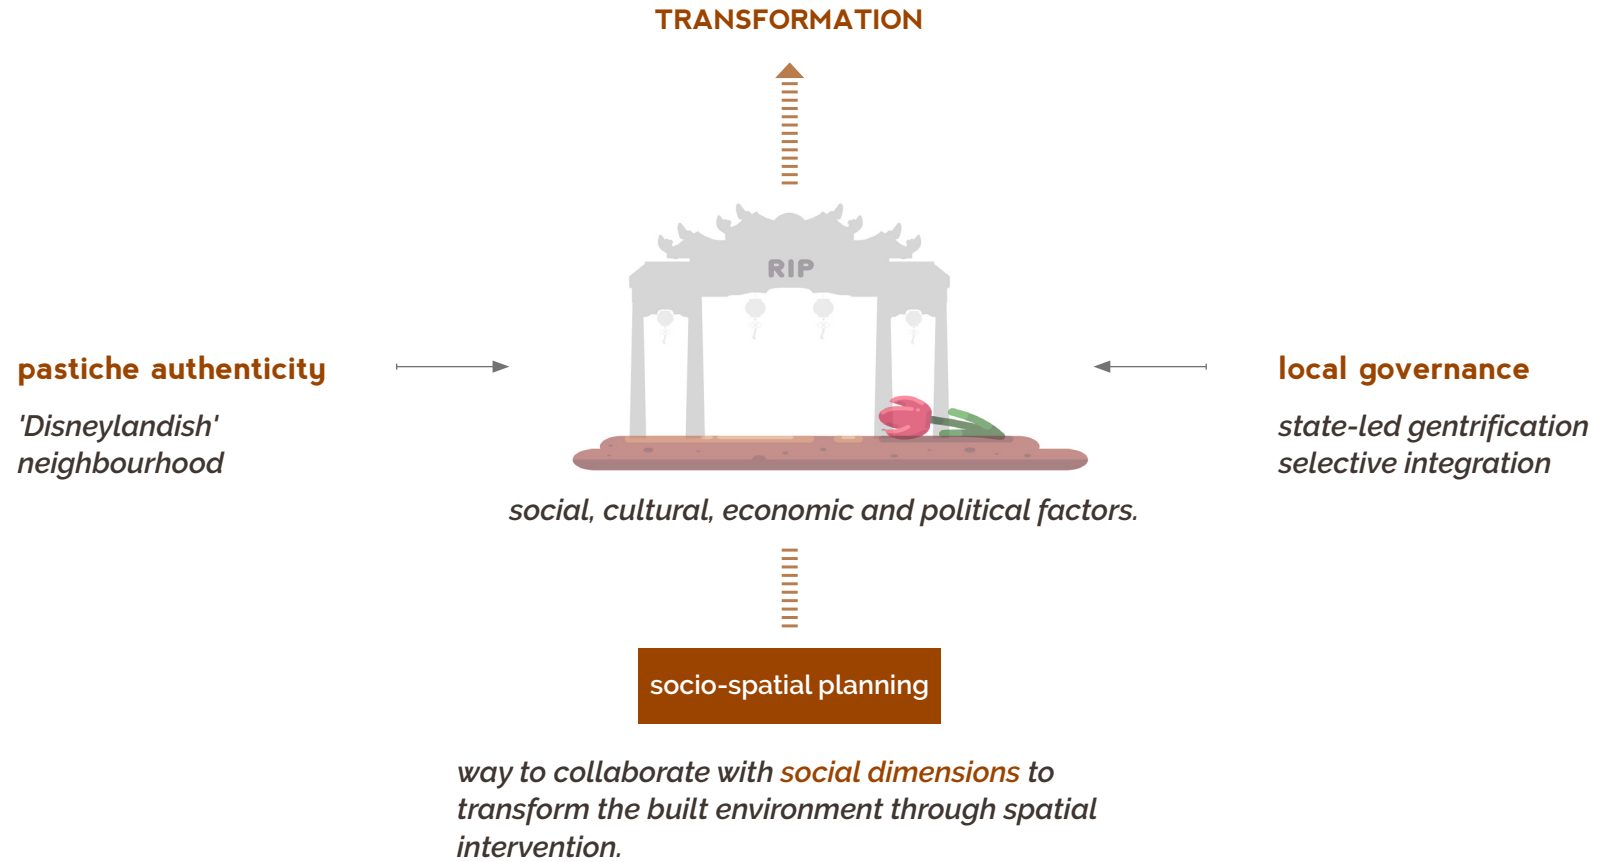 TRANSFORMATION
RIP
pastiche authenticity
'Disneylandish'
neighbourhood
local governance
state-led gentrification
selective integration
social, cultural, economic and political factors.
socio-spatial planning
way to collaborate with social dimensions to
transform the built environment through spatial
intervention.